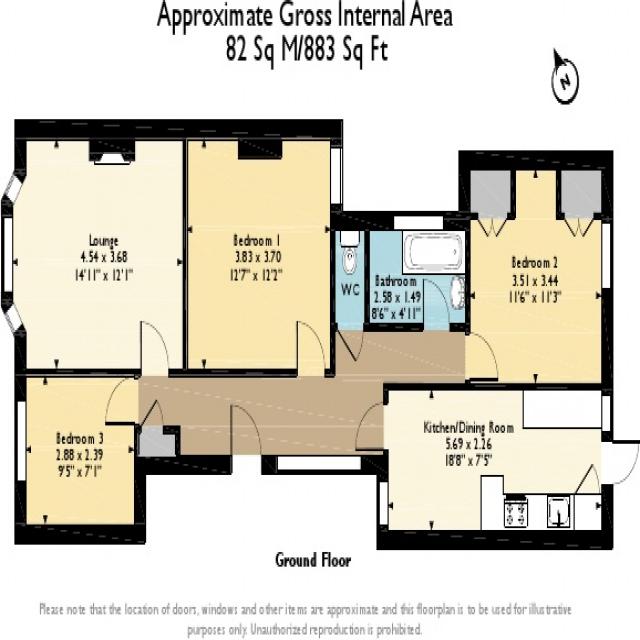 Approximate Gross Internal Area
82 Sq M/883 Sq Ft
N
Lounge
4.54 x 3.68
14'11" x 12'1"
Bedroom 1
3.83 x 3.70
12'7" x 12'2"
WC
Bathroom
2.58 x 1.49
8'6" x 4'11"
Bedroom 2
3.51 x 3.44
11'6" x 11'3"
Bedroom 3
2.88 x 2.39
9'5" x 7'1"
Kitchen/Dining Room
5.69 x 2.26
18'8" x 7'5"
Ground Floor
Please note that the location of doors, windows and other items are approximate and this floorplan is to be used for illustrative
purposes only. Unauthorized reproduction is prohibited.